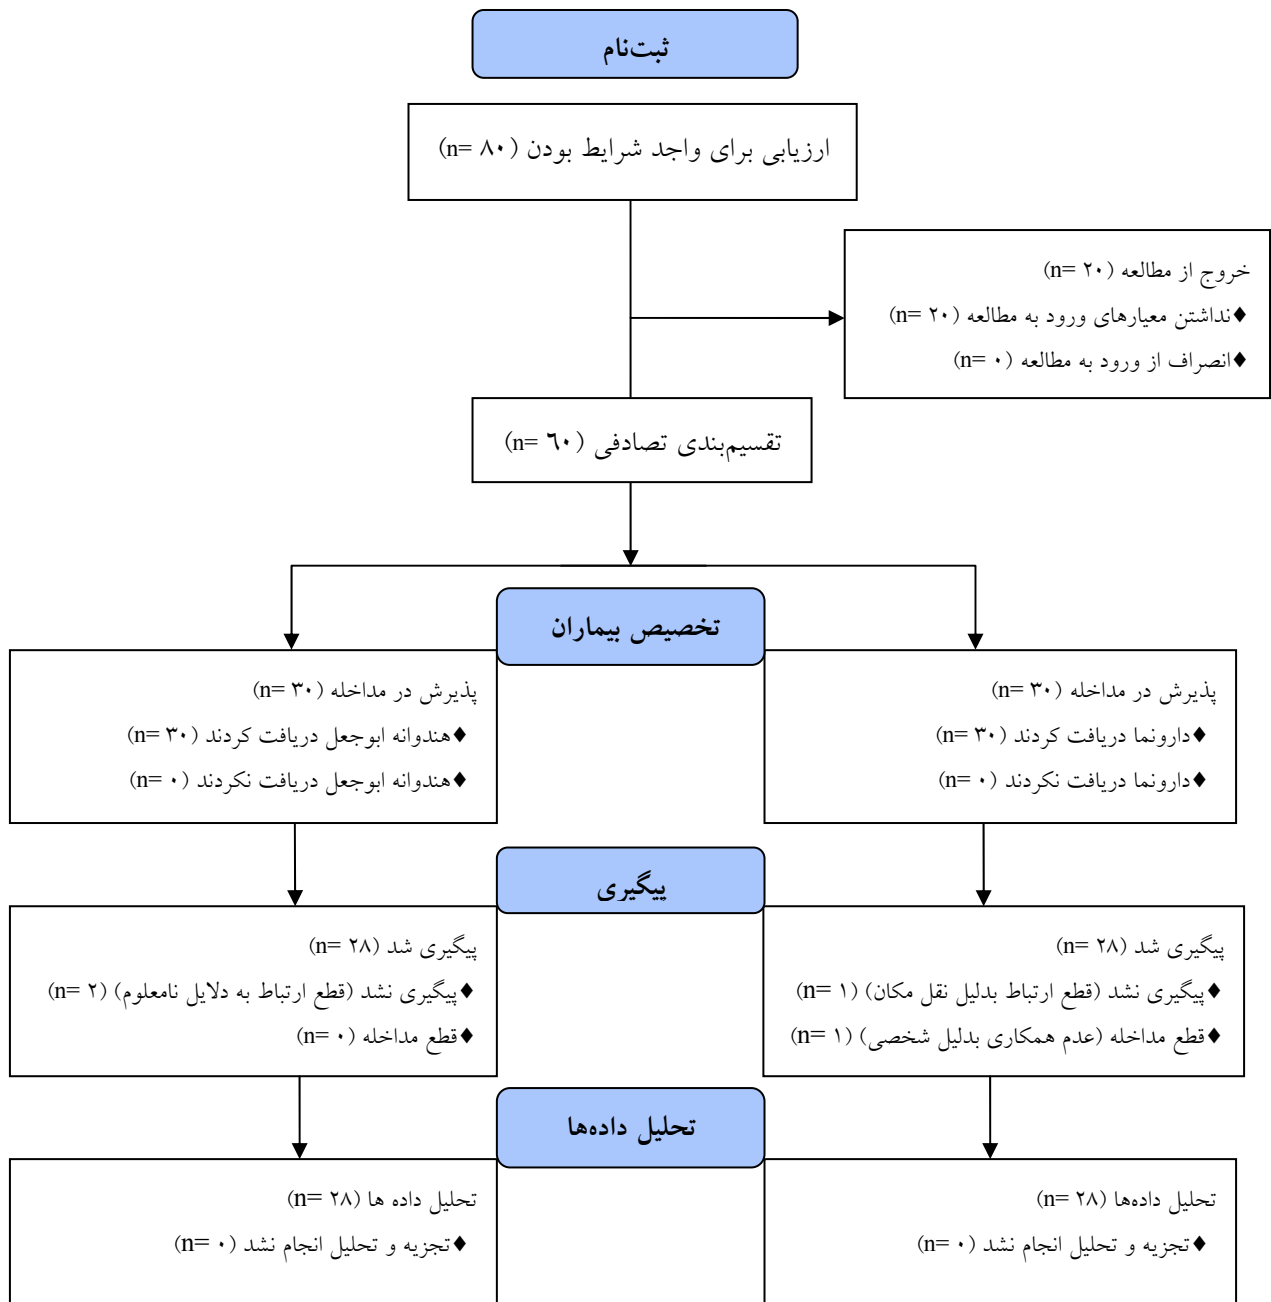 ثبت‌نام
ارزیابی برای واجد شرایط بودن (n= ۸۰)
خروج از مطالعه (n= ۲۰)
♦نداشتن معیارهای ورود به مطالعه (n= ۲۰)
♦انصراف از ورود به مطالعه (n= ۰)
تقسیم‌بندی تصادفی (n= ٦۰)
تخصیص بیماران
پذیرش در مداخله (n= ۳۰)
♦دارونما دریافت کردند (n= ۳۰)
♦دارونما دریافت نکردند (n= ۰)
پذیرش در مداخله (n= ۳۰)
♦هندوانه ابوجعل دریافت کردند (n= ۳۰)
♦هندوانه ابوجعل دریافت نکردند (n= ۰)
پیگیری
پیگیری شد (n= ۲۸)
♦پیگیری نشد (قطع ارتباط بدلیل نقل مکان) (n= ۱)
♦قطع مداخله (عدم همکاری بدلیل شخصی) (n= ۱)
پیگیری شد (n= ۲۸)
♦پیگیری نشد (قطع ارتباط به دلایل نامعلوم) (n= ۲)
♦قطع مداخله (n= ۰)
تحلیل داده‌ها
تحلیل داده‌ها (n= ۲۸)
♦تجزیه و تحلیل انجام نشد (n= ۰)
تحلیل داده ها (n= ۲۸)
♦تجزیه و تحلیل انجام نشد (n= ۰)